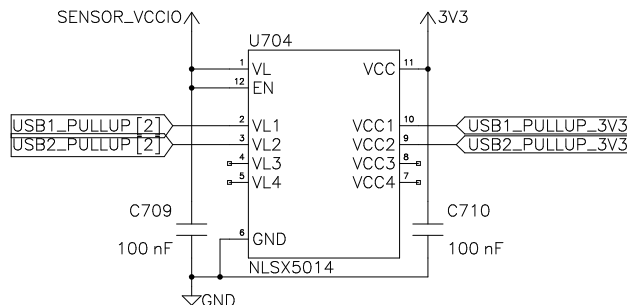 SENSOR_VCCIO
3V3
U704
1 VL VCC 11
12 EN
USB1_PULLUP [2] 2 VL1 VCC1 10 USB1_PULLUP_3V3
USB2_PULLUP [2] 3 VL2 VCC2 9 USB2_PULLUP_3V3
4 VL3 VCC3 8
5 VL4 VCC4 7
C709
C710
6 GND
100 nF
100 nF
NLSX5014
GND